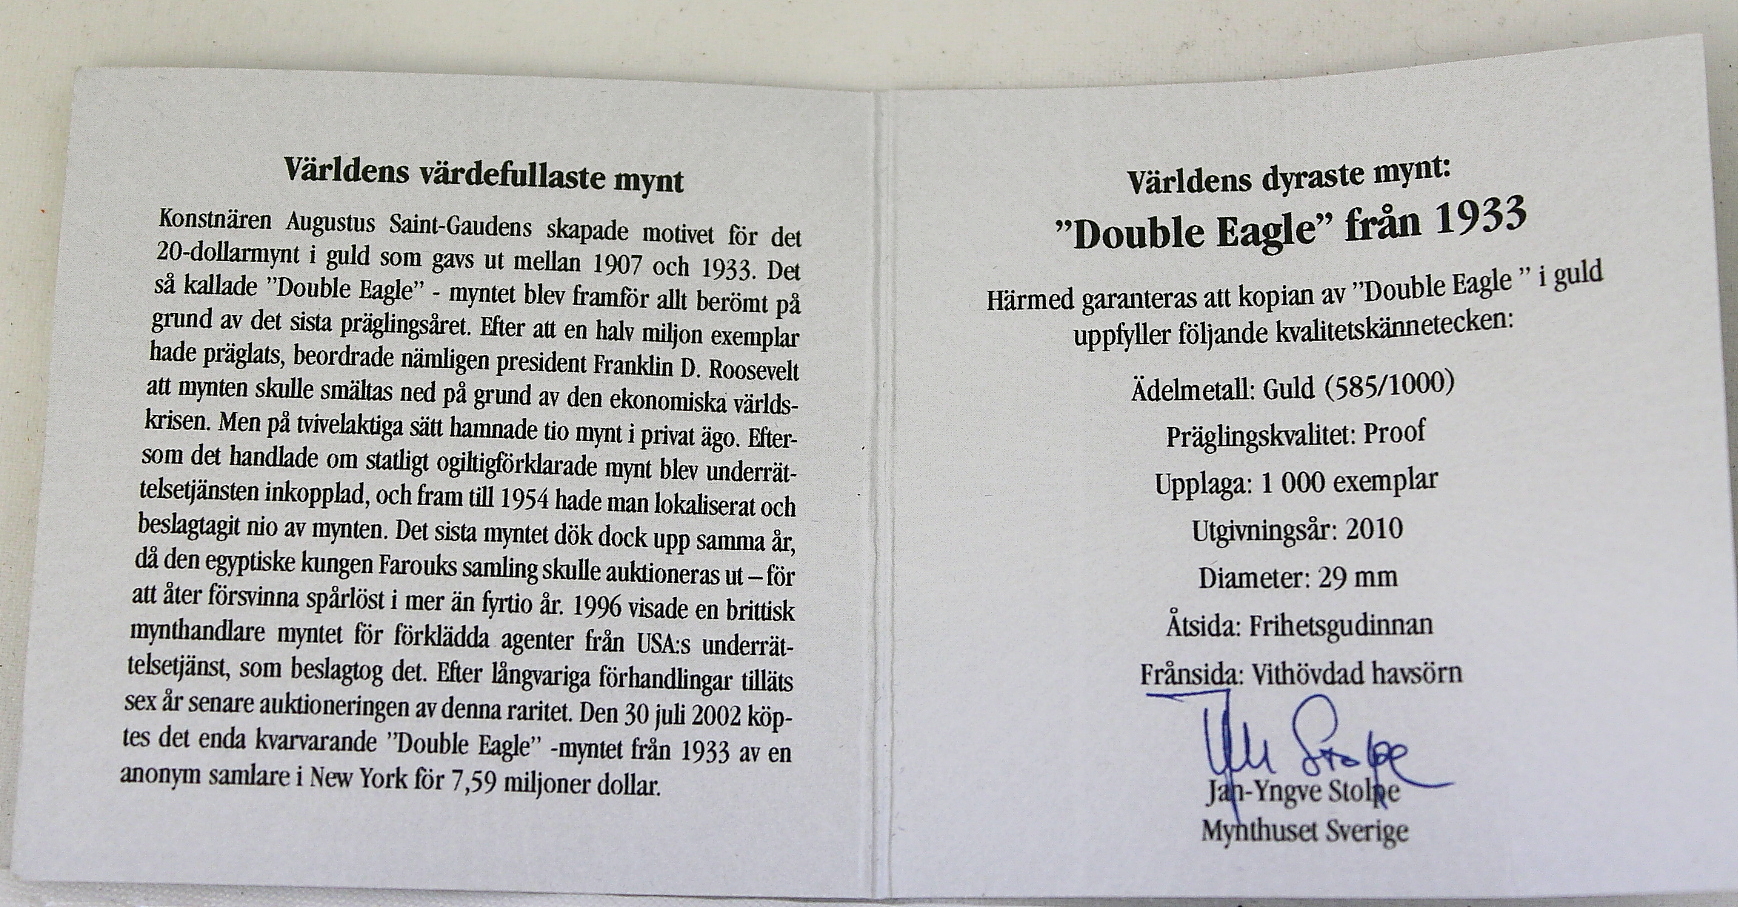 Världens värdefullaste mynt
Konstnären Augustus Saint-Gaudens skapade motivet för det
20-dollarmynt i guld som gavs ut mellan 1907 och 1933. Det
så kallade ”Double Eagle” - myntet blev framför allt berömt på
grund av det sista präglingsåret. Efter att en halv miljon exemplar
hade präglats, beordrade nämligen president Franklin D. Roosevelt
att mynten skulle smältas ned på grund av den ekonomiska världs-
krisen. Men på tvivelaktiga sätt hamnade tio mynt i privat ägo. Efter-
som det handlade om statligt ogiltigförklarade mynt blev underrät-
telsetjänsten inkopplad, och fram till 1954 hade man lokaliserat och
beslagtagit nio av mynten. Det sista myntet dök dock upp samma år,
då den egyptiske kungen Farouks samling skulle auktioneras ut – för
att åter försvinna spårlöst i mer än fyrtio år. 1996 visade en brittisk
mynthandlare myntet för förklädda agenter från USA:s underrät-
telsetjänst, som beslagtog det. Efter långvariga förhandlingar tilläts
sex år senare auktioneringen av denna raritet. Den 30 juli 2002 köp-
tes det enda kvarvarande ”Double Eagle” -myntet från 1933 av en
anonym samlare i New York för 7,59 miljoner dollar.
Världens dyraste mynt:
”Double Eagle” från 1933
Härmed garanteras att kopian av ”Double Eagle ” i guld
uppfyller följande kvalitetskännetecken:
Ädelmetall: Guld (585/1000)
Präglingskvalitet: Proof
Upplaga: 1 000 exemplar
Utgivningsår: 2010
Diameter: 29 mm
Åtsida: Frihetsgudinnan
Frånsida: Vithövdad havsörn
Stolpe
Jan-Yngve Stolpe
Mynthuset Sverige